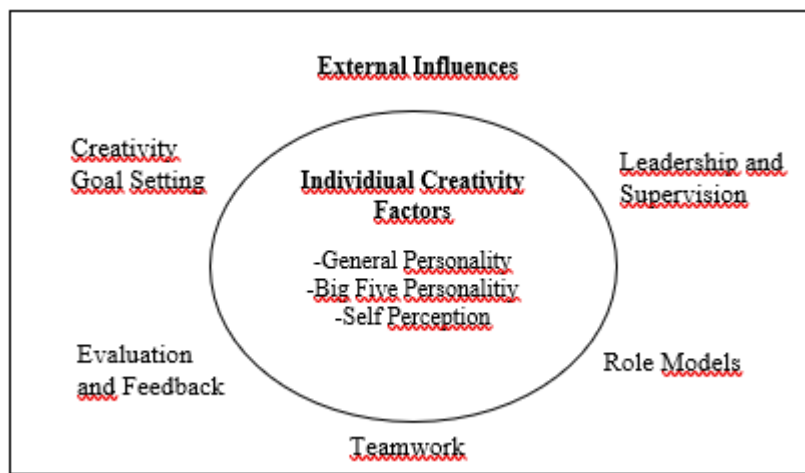 External Influences
Creativity
Goal Setting
Individiual Creativity
Factors
-General Personality
-Big Five Personalitiy
-Self Perception
Leadership and
Supervision
Evaluation
and Feedback
Role Models
Teamwork